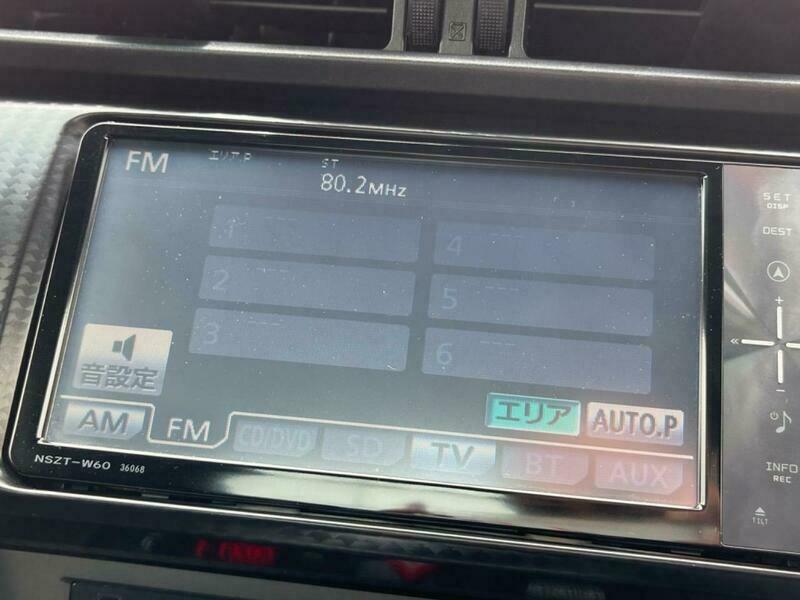 FM エリア.P ST
80.2MHz
1 ---
4 ---
2 ---
5 ---
3 ---
6 ---
音設定
エリア AUTO.P
AM FM CD/DVD SD TV BT AUX
NSZT-W60 36068
SET
DISP
DEST
+
«
-
INFO
REC
TILT